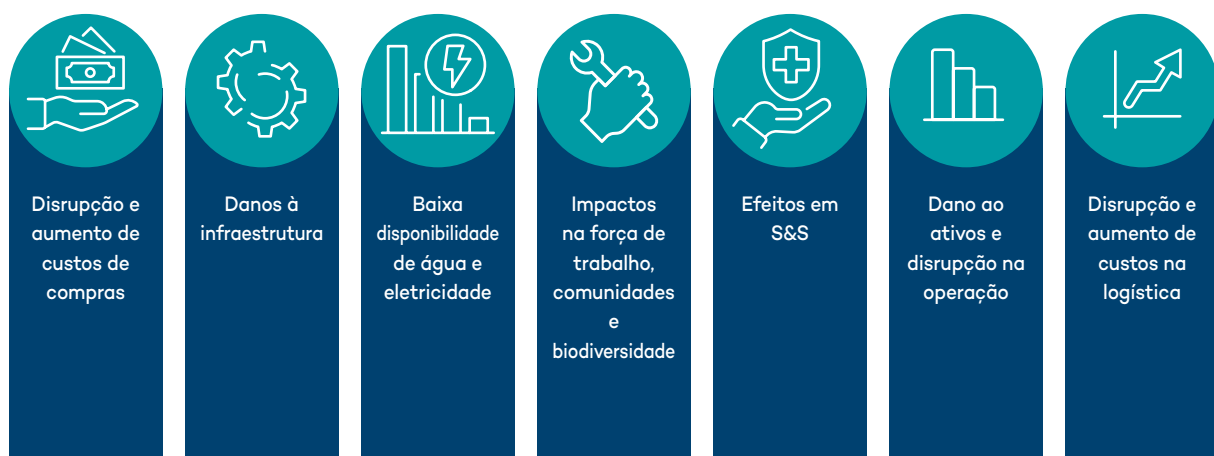 Disrupção e
aumento de
custos de
compras
Danos à
infraestrutura
Baixa
disponibilidade
de água e
eletricidade
Impactos
na força de
trabalho,
comunidades
e
biodiversidade
Efeitos em
S&S
Dano ao
ativos e
disrupção na
operação
Disrupção e
aumento de
custos na
logística